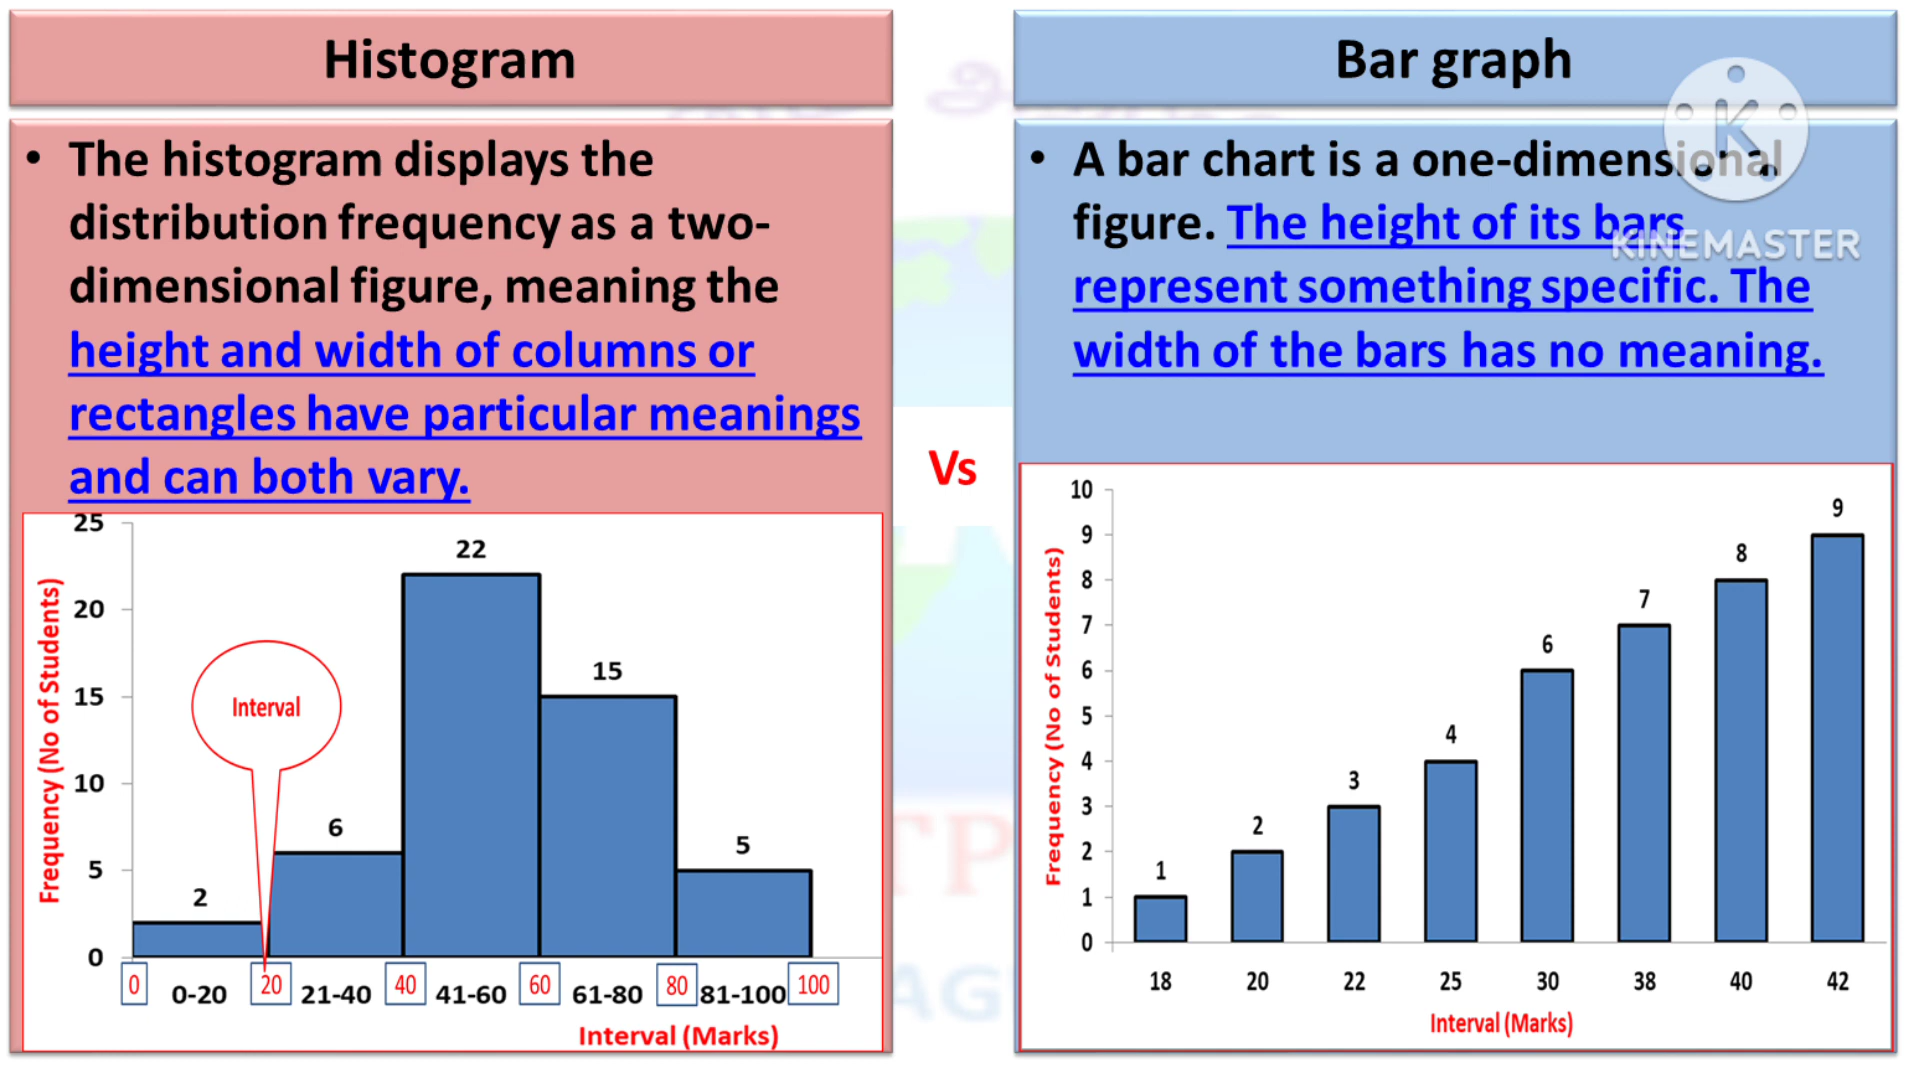 Histogram
• The histogram displays the
distribution frequency as a two-
dimensional figure, meaning the
height and width of columns or
rectangles have particular meanings
and can both vary.
25
20
15
10
5
0
Frequency (No of Students)
2
6
22
15
5
Interval
0
20
40
60
80
100
0-20
21-40
41-60
61-80
81-100
Interval (Marks)
Vs
Bar graph
• A bar chart is a one-dimensional
figure. The height of its bars
represent something specific. The
width of the bars has no meaning.
K
KINEMASTER
10
9
8
7
6
5
4
3
2
1
0
Frequency (No of Students)
1
2
3
4
6
7
8
9
18
20
22
25
30
38
40
42
Interval (Marks)
TP
AG